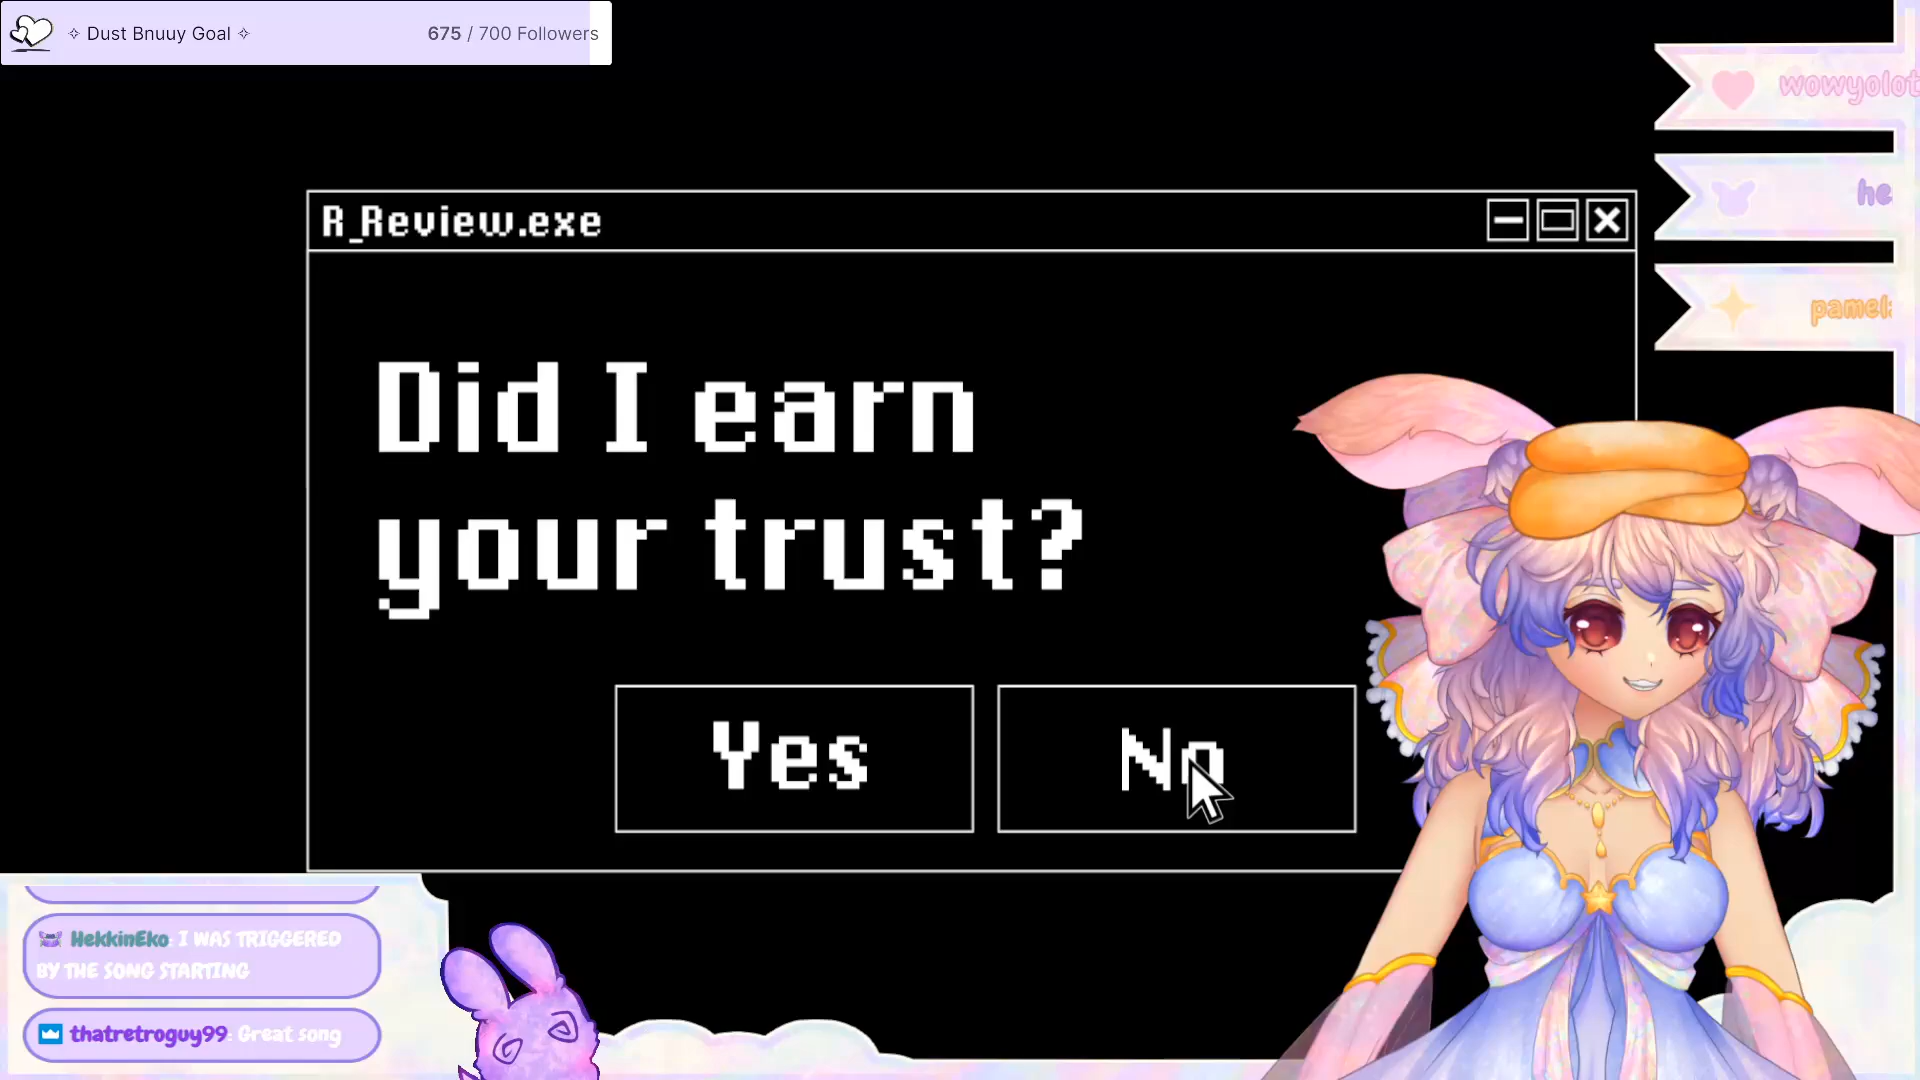 ✧ Dust Bnuuy Goal ✧ 675 / 700 Followers
wowyolot
he
R_Review.exe
pamel
Did I earn
your trust?
Yes No
HekkinEko: I WAS TRIGGERED
BY THE SONG STARTING
thatretroguy99: Great song